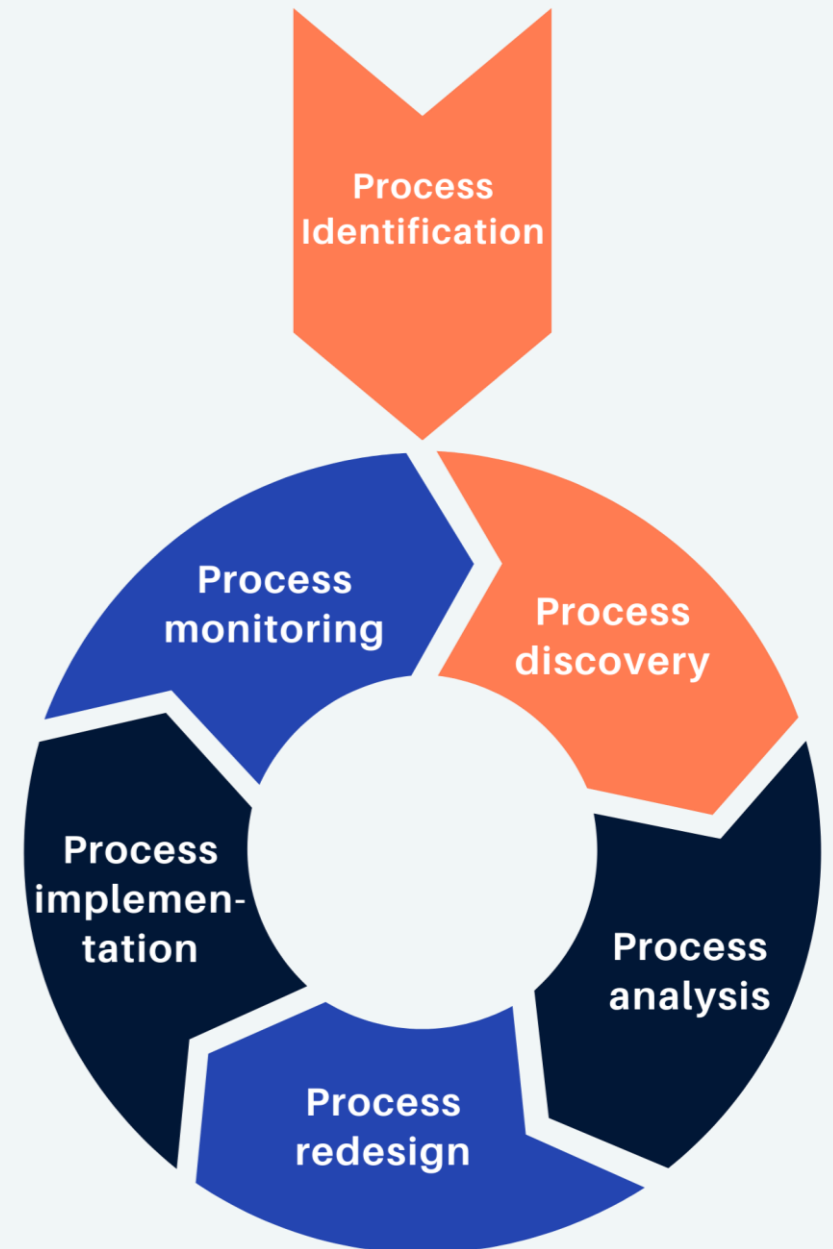 Process
Identification
Process
discovery
Process
analysis
Process
redesign
Process
implemen-
tation
Process
monitoring